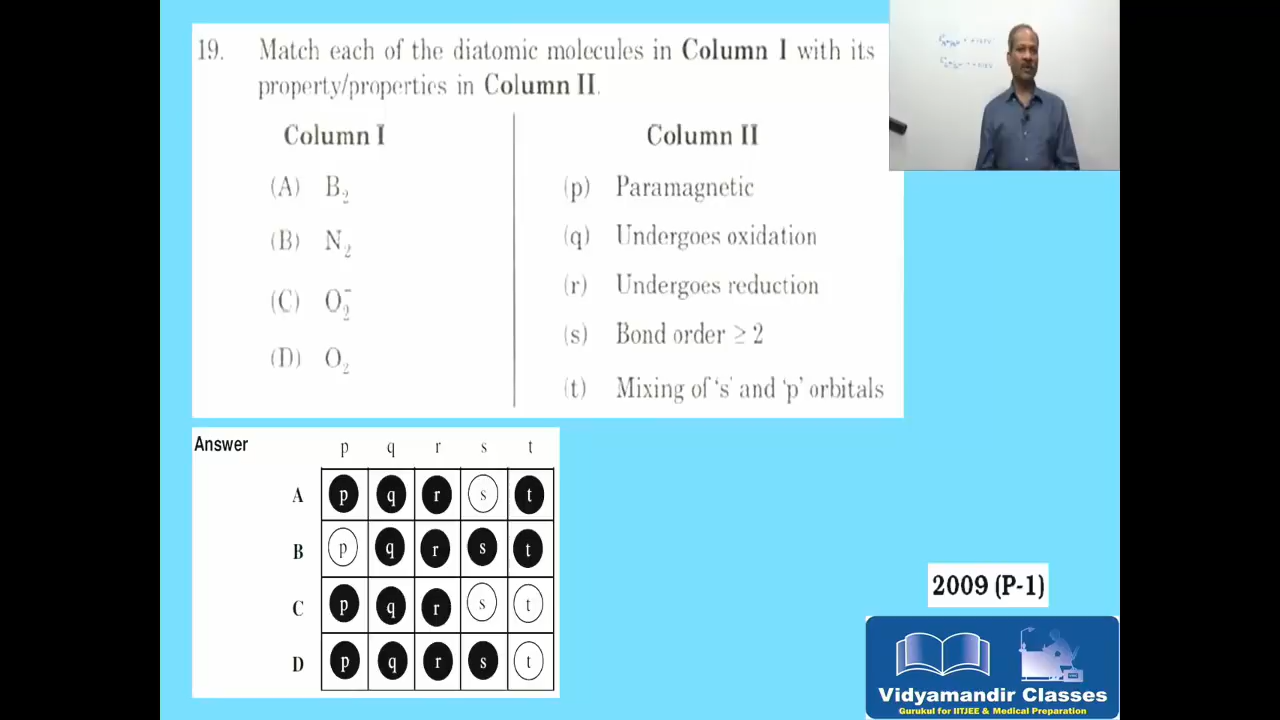 19. Match each of the diatomic molecules in Column I with its
property/properties in Column II.
Column I Column II
(A) B₂ (p) Paramagnetic
(B) N₂ (q) Undergoes oxidation
(C) O₂⁻ (r) Undergoes reduction
(D) O₂ (s) Bond order ≥ 2
(t) Mixing of 's' and 'p' orbitals
Answer p q r s t
A p q r s t
B p q r s t
C p q r s t
D p q r s t
2009 (P-1)
Vidyamandir Classes
Gurukul for IITJEE & Medical Preparation